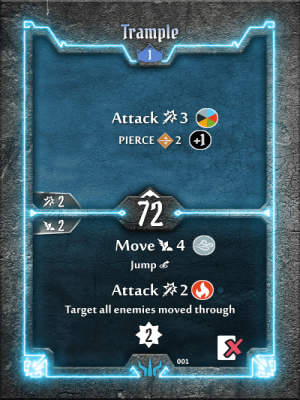 Trample
1
Attack 3
PIERCE 2 +1
2
72
2
Move 4
Jump
Attack 2
Target all enemies moved through
2
001